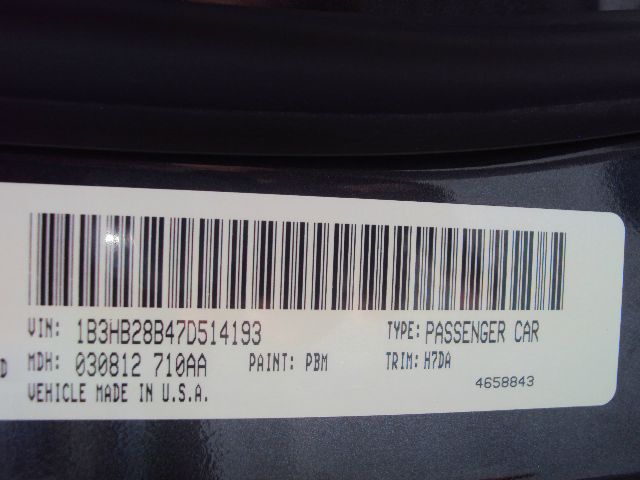 VIN: 1B3HB28B47D514193 TYPE: PASSENGER CAR
D MDH: 030812 710AA PAINT: PBM TRIM: H7DA
VEHICLE MADE IN U.S.A. 4658843